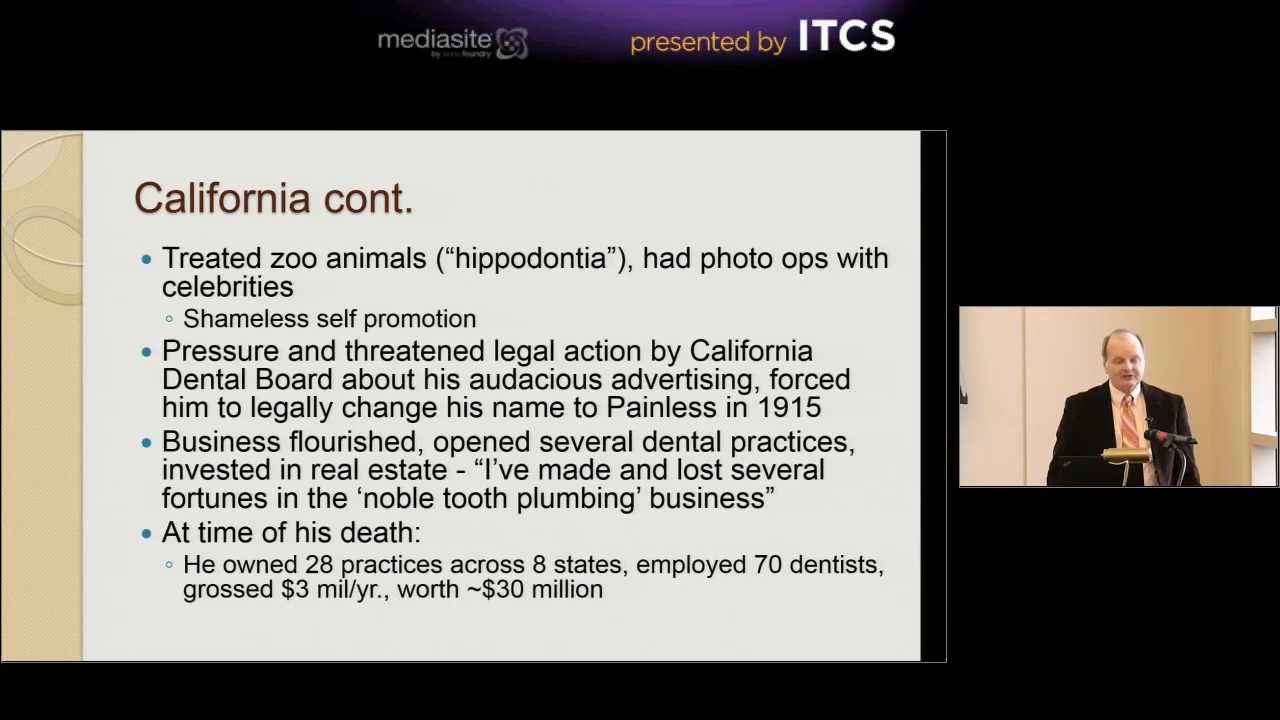 mediasite
by sonicfoundry
presented by ITCS
California cont.
• Treated zoo animals (“hippodontia”), had photo ops with
celebrities
◦ Shameless self promotion
• Pressure and threatened legal action by California
Dental Board about his audacious advertising, forced
him to legally change his name to Painless in 1915
• Business flourished, opened several dental practices,
invested in real estate - “I’ve made and lost several
fortunes in the ‘noble tooth plumbing’ business”
• At time of his death:
◦ He owned 28 practices across 8 states, employed 70 dentists,
grossed $3 mil/yr., worth ~$30 million